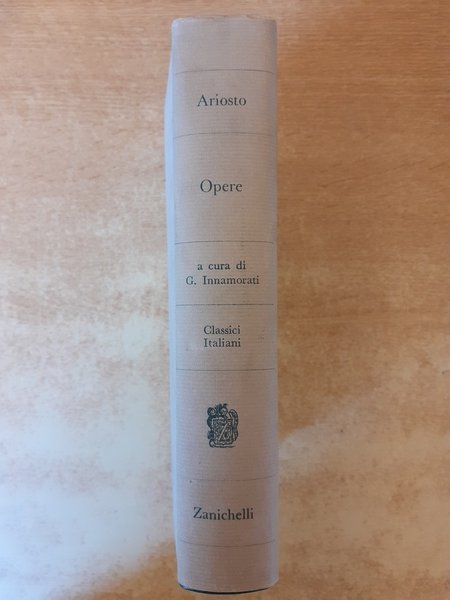 Ariosto
Opere
a cura di
G. Innamorati
Classici
Italiani
Zanichelli